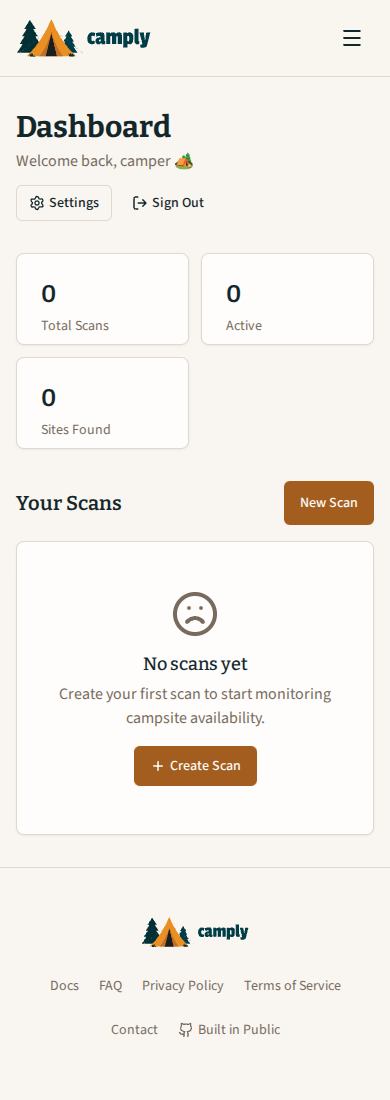 camply
Dashboard
Welcome back, camper 🏕️
Settings
Sign Out
0
Total Scans
0
Active
0
Sites Found
Your Scans
New Scan
No scans yet
Create your first scan to start monitoring
campsite availability.
+ Create Scan
camply
Docs
FAQ
Privacy Policy
Terms of Service
Contact
Built in Public